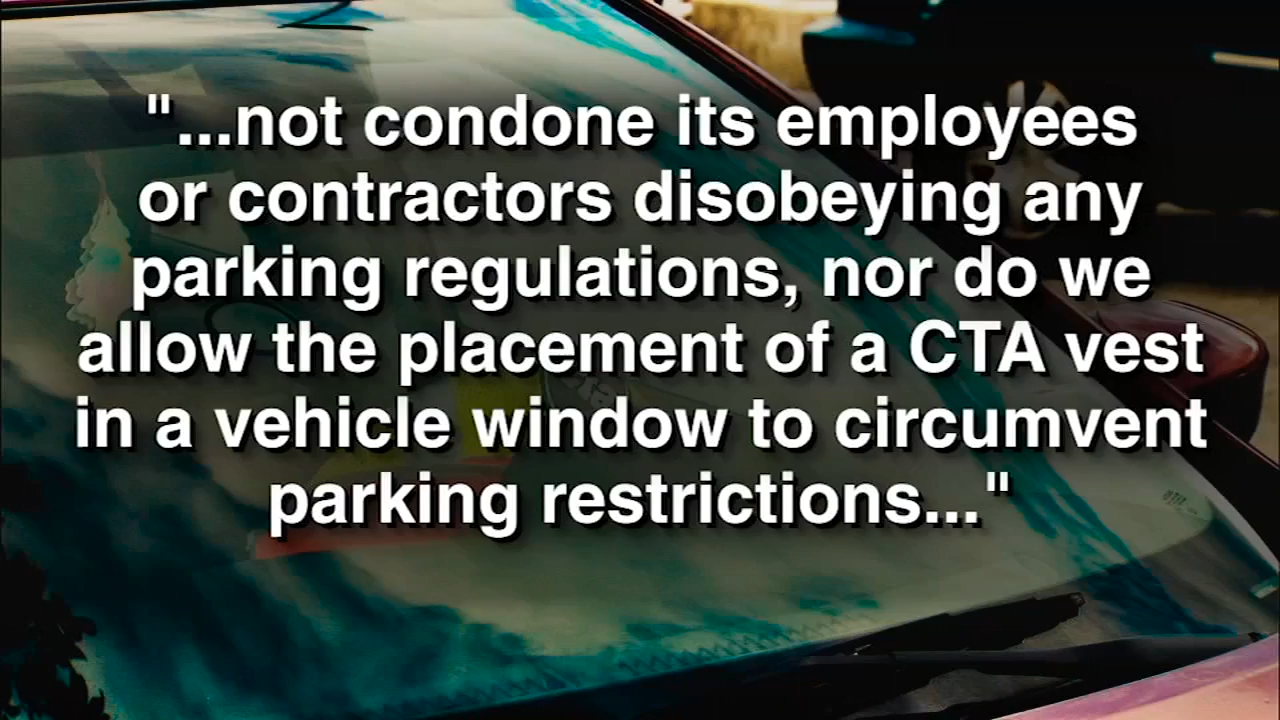 "...not condone its employees
or contractors disobeying any
parking regulations, nor do we
allow the placement of a CTA vest
in a vehicle window to circumvent
parking restrictions..."